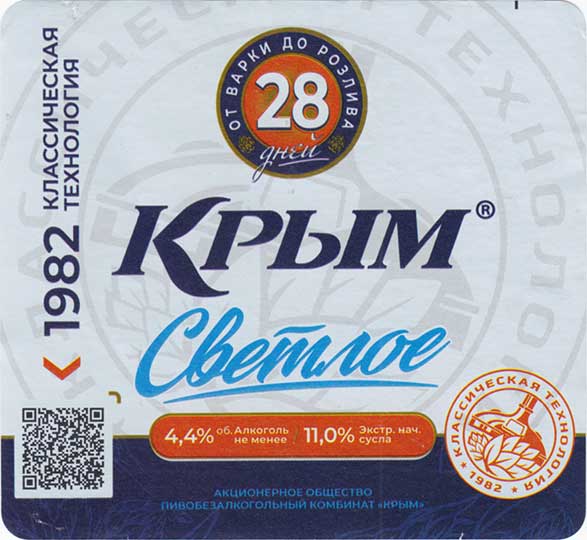 ОТ ВАРКИ ДО РОЗЛИВА
28
дней
1982 КЛАССИЧЕСКАЯ
ТЕХНОЛОГИЯ
КРЫМ®
Светлое
4,4% об. Алкоголь
не менее
11,0% Экстр. нач.
сусла
КЛАССИЧЕСКАЯ ТЕХНОЛОГИЯ
* 1982 *
АКЦИОНЕРНОЕ ОБЩЕСТВО
ПИВОБЕЗАЛКОГОЛЬНЫЙ КОМБИНАТ «КРЫМ»